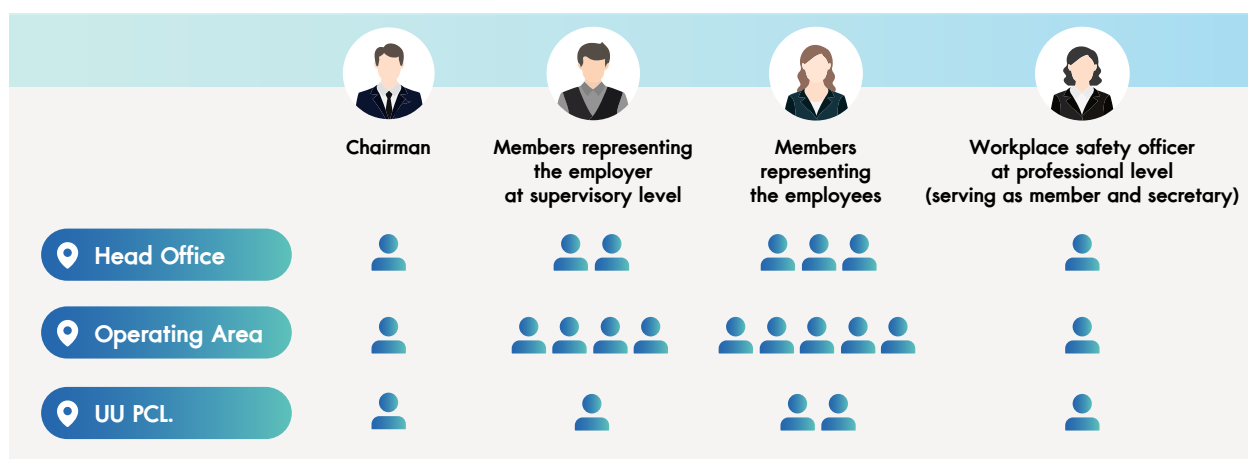 Chairman
Members representing
the employer
at supervisory level
Members
representing
the employees
Workplace safety officer
at professional level
(serving as member and secretary)
Head Office
Operating Area
UU PCL.